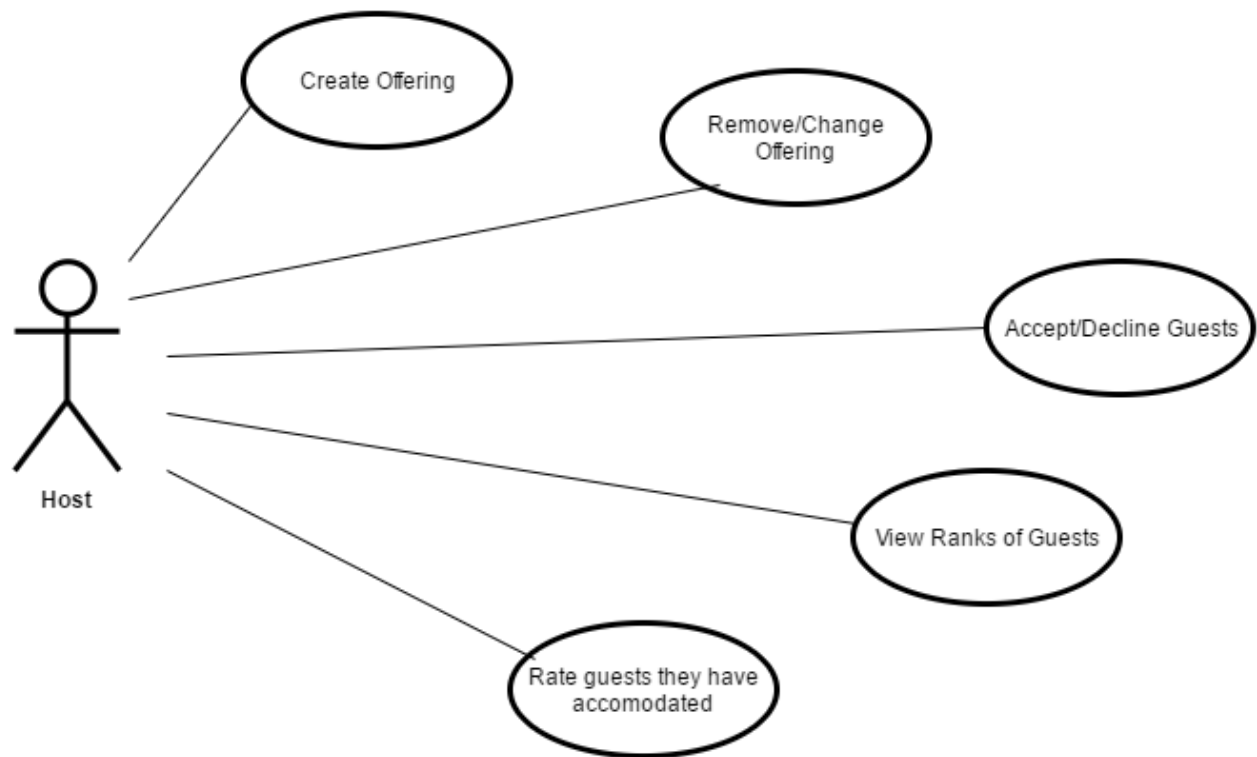 Create Offering
Remove/Change
Offering
Accept/Decline Guests
Host
View Ranks of Guests
Rate guests they have
accomodated